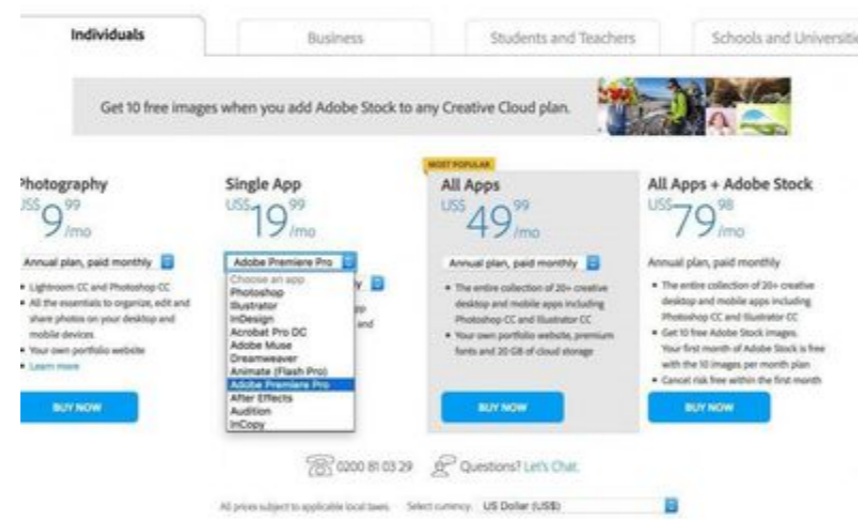 Individuals
Business
Students and Teachers
Schools and Universitie
Get 10 free images when you add Adobe Stock to any Creative Cloud plan.
Photography
US$ 9 99 /mo
Annual plan, paid monthly
• Lightroom CC and Photoshop CC
• All the essentials to organize, edit and
share photos on your desktop and
mobile devices
• Your own portfolio website
• Learn more
BUY NOW
Single App
US$ 19 99 /mo
Adobe Premiere Pro
Choose an app
Photoshop
Illustrator
InDesign
Acrobat Pro DC
Adobe Muse
Dreamweaver
Animate (Flash Pro)
Adobe Premiere Pro
After Effects
Audition
InCopy
y
pp
and
MOST POPULAR
All Apps
US$ 49 99 /mo
Annual plan, paid monthly
• The entire collection of 20+ creative
desktop and mobile apps including
Photoshop CC and Illustrator CC
• Your own portfolio website, premium
fonts and 20 GB of cloud storage
BUY NOW
All Apps + Adobe Stock
US$ 79 98 /mo
Annual plan, paid monthly
• The entire collection of 20+ creative
desktop and mobile apps including
Photoshop CC and Illustrator CC
• Get 10 free Adobe Stock images.
Your first month of Adobe Stock is free
with the 10 images per month plan
• Cancel risk free within the first month
BUY NOW
0200 81 03 29
Questions? Let's Chat.
All prices subject to applicable local taxes.
Select currency: US Dollar (US$)